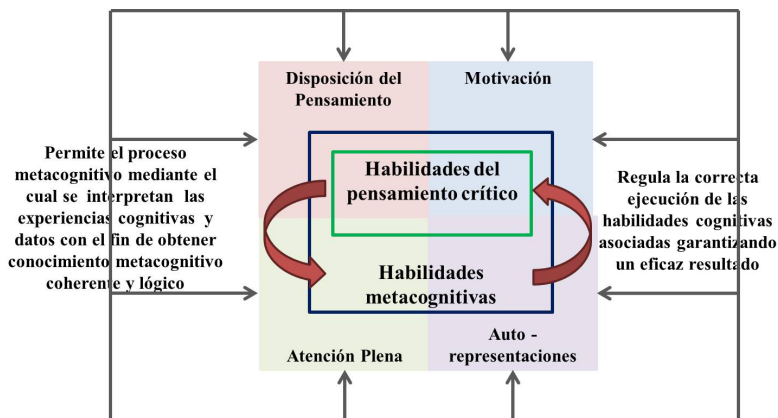 Disposición del
Pensamiento
Motivación
Permite el proceso
metacognitivo mediante el
cual se interpretan las
experiencias cognitivas y
datos con el fin de obtener
conocimiento metacognitivo
coherente y lógico
Habilidades del
pensamiento crítico
Habilidades
metacognitivas
Regula la correcta
ejecución de las
habilidades cognitivas
asociadas garantizando
un eficaz resultado
Atención Plena
Auto -
representaciones